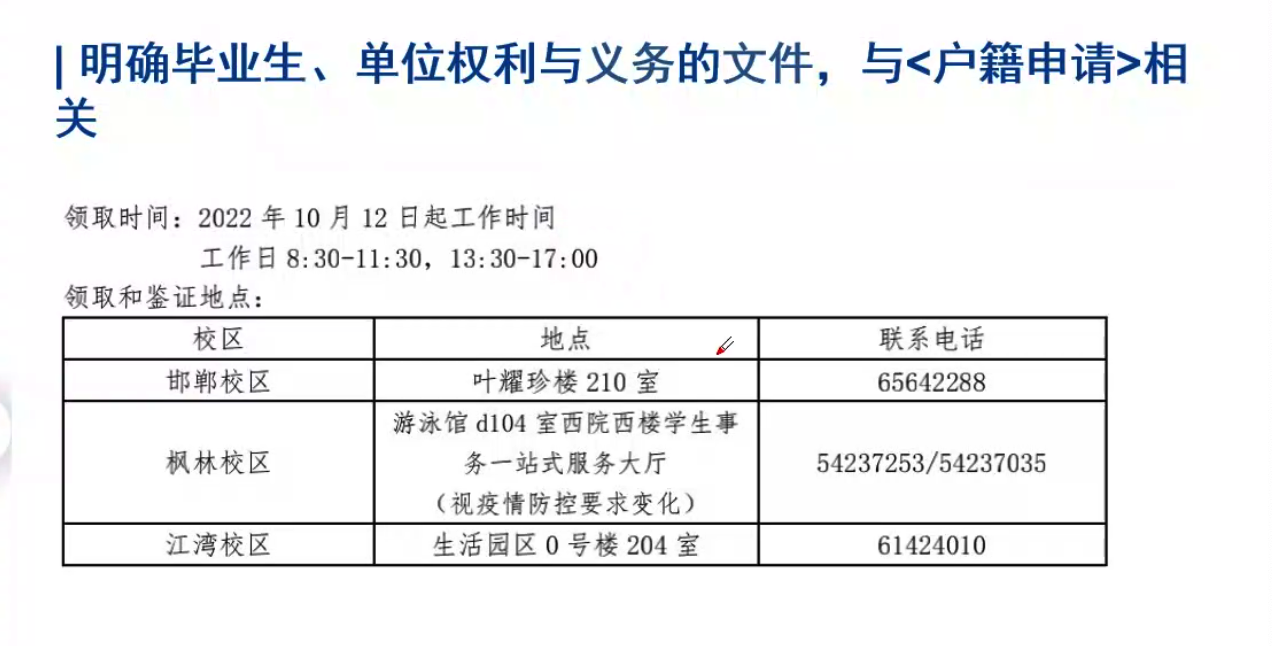 | 明确毕业生、单位权利与义务的文件，与<户籍申请>相
关
领取时间：2022 年 10 月 12 日起工作时间
工作日 8:30-11:30，13:30-17:00
领取和鉴证地点：
校区 地点 联系电话
邯郸校区 叶耀珍楼 210 室 65642288
游泳馆 d104 室西院西楼学生事
枫林校区 务一站式服务大厅 54237253/54237035
（视疫情防控要求变化）
江湾校区 生活园区 0 号楼 204 室 61424010